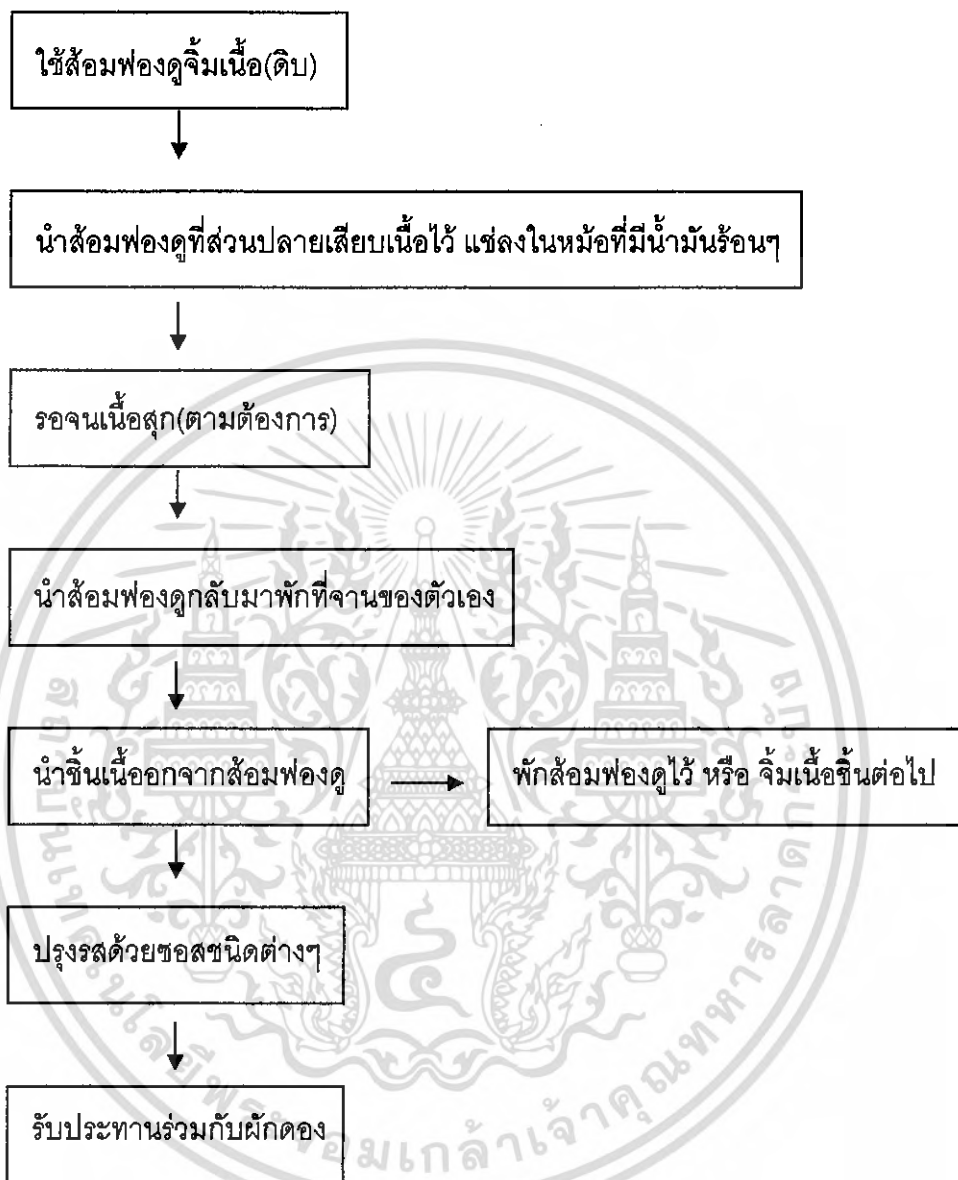 ใช้ส้อมฟองดูจิ้มเนื้อ(ดิบ)
นำส้อมฟองดูที่ส่วนปลายเสียบเนื้อไว้ แช่ลงในหม้อที่มีน้ำมันร้อนๆ
รอจนเนื้อสุก(ตามต้องการ)
นำส้อมฟองดูกลับมาพักที่จานของตัวเอง
นำชิ้นเนื้อออกจากส้อมฟองดู
พักส้อมฟองดูไว้ หรือ จิ้มเนื้อชิ้นต่อไป
ปรุงรสด้วยซอสชนิดต่างๆ
รับประทานร่วมกับผักดอง